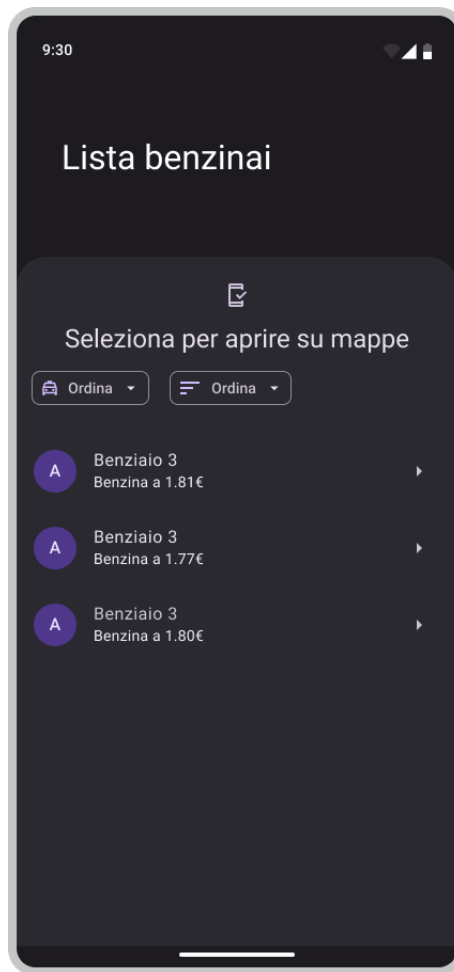 9:30
Lista benzinai
Seleziona per aprire su mappe
Ordina Ordina
A Benziaio 3
Benzina a 1.81€
A Benziaio 3
Benzina a 1.77€
A Benziaio 3
Benzina a 1.80€